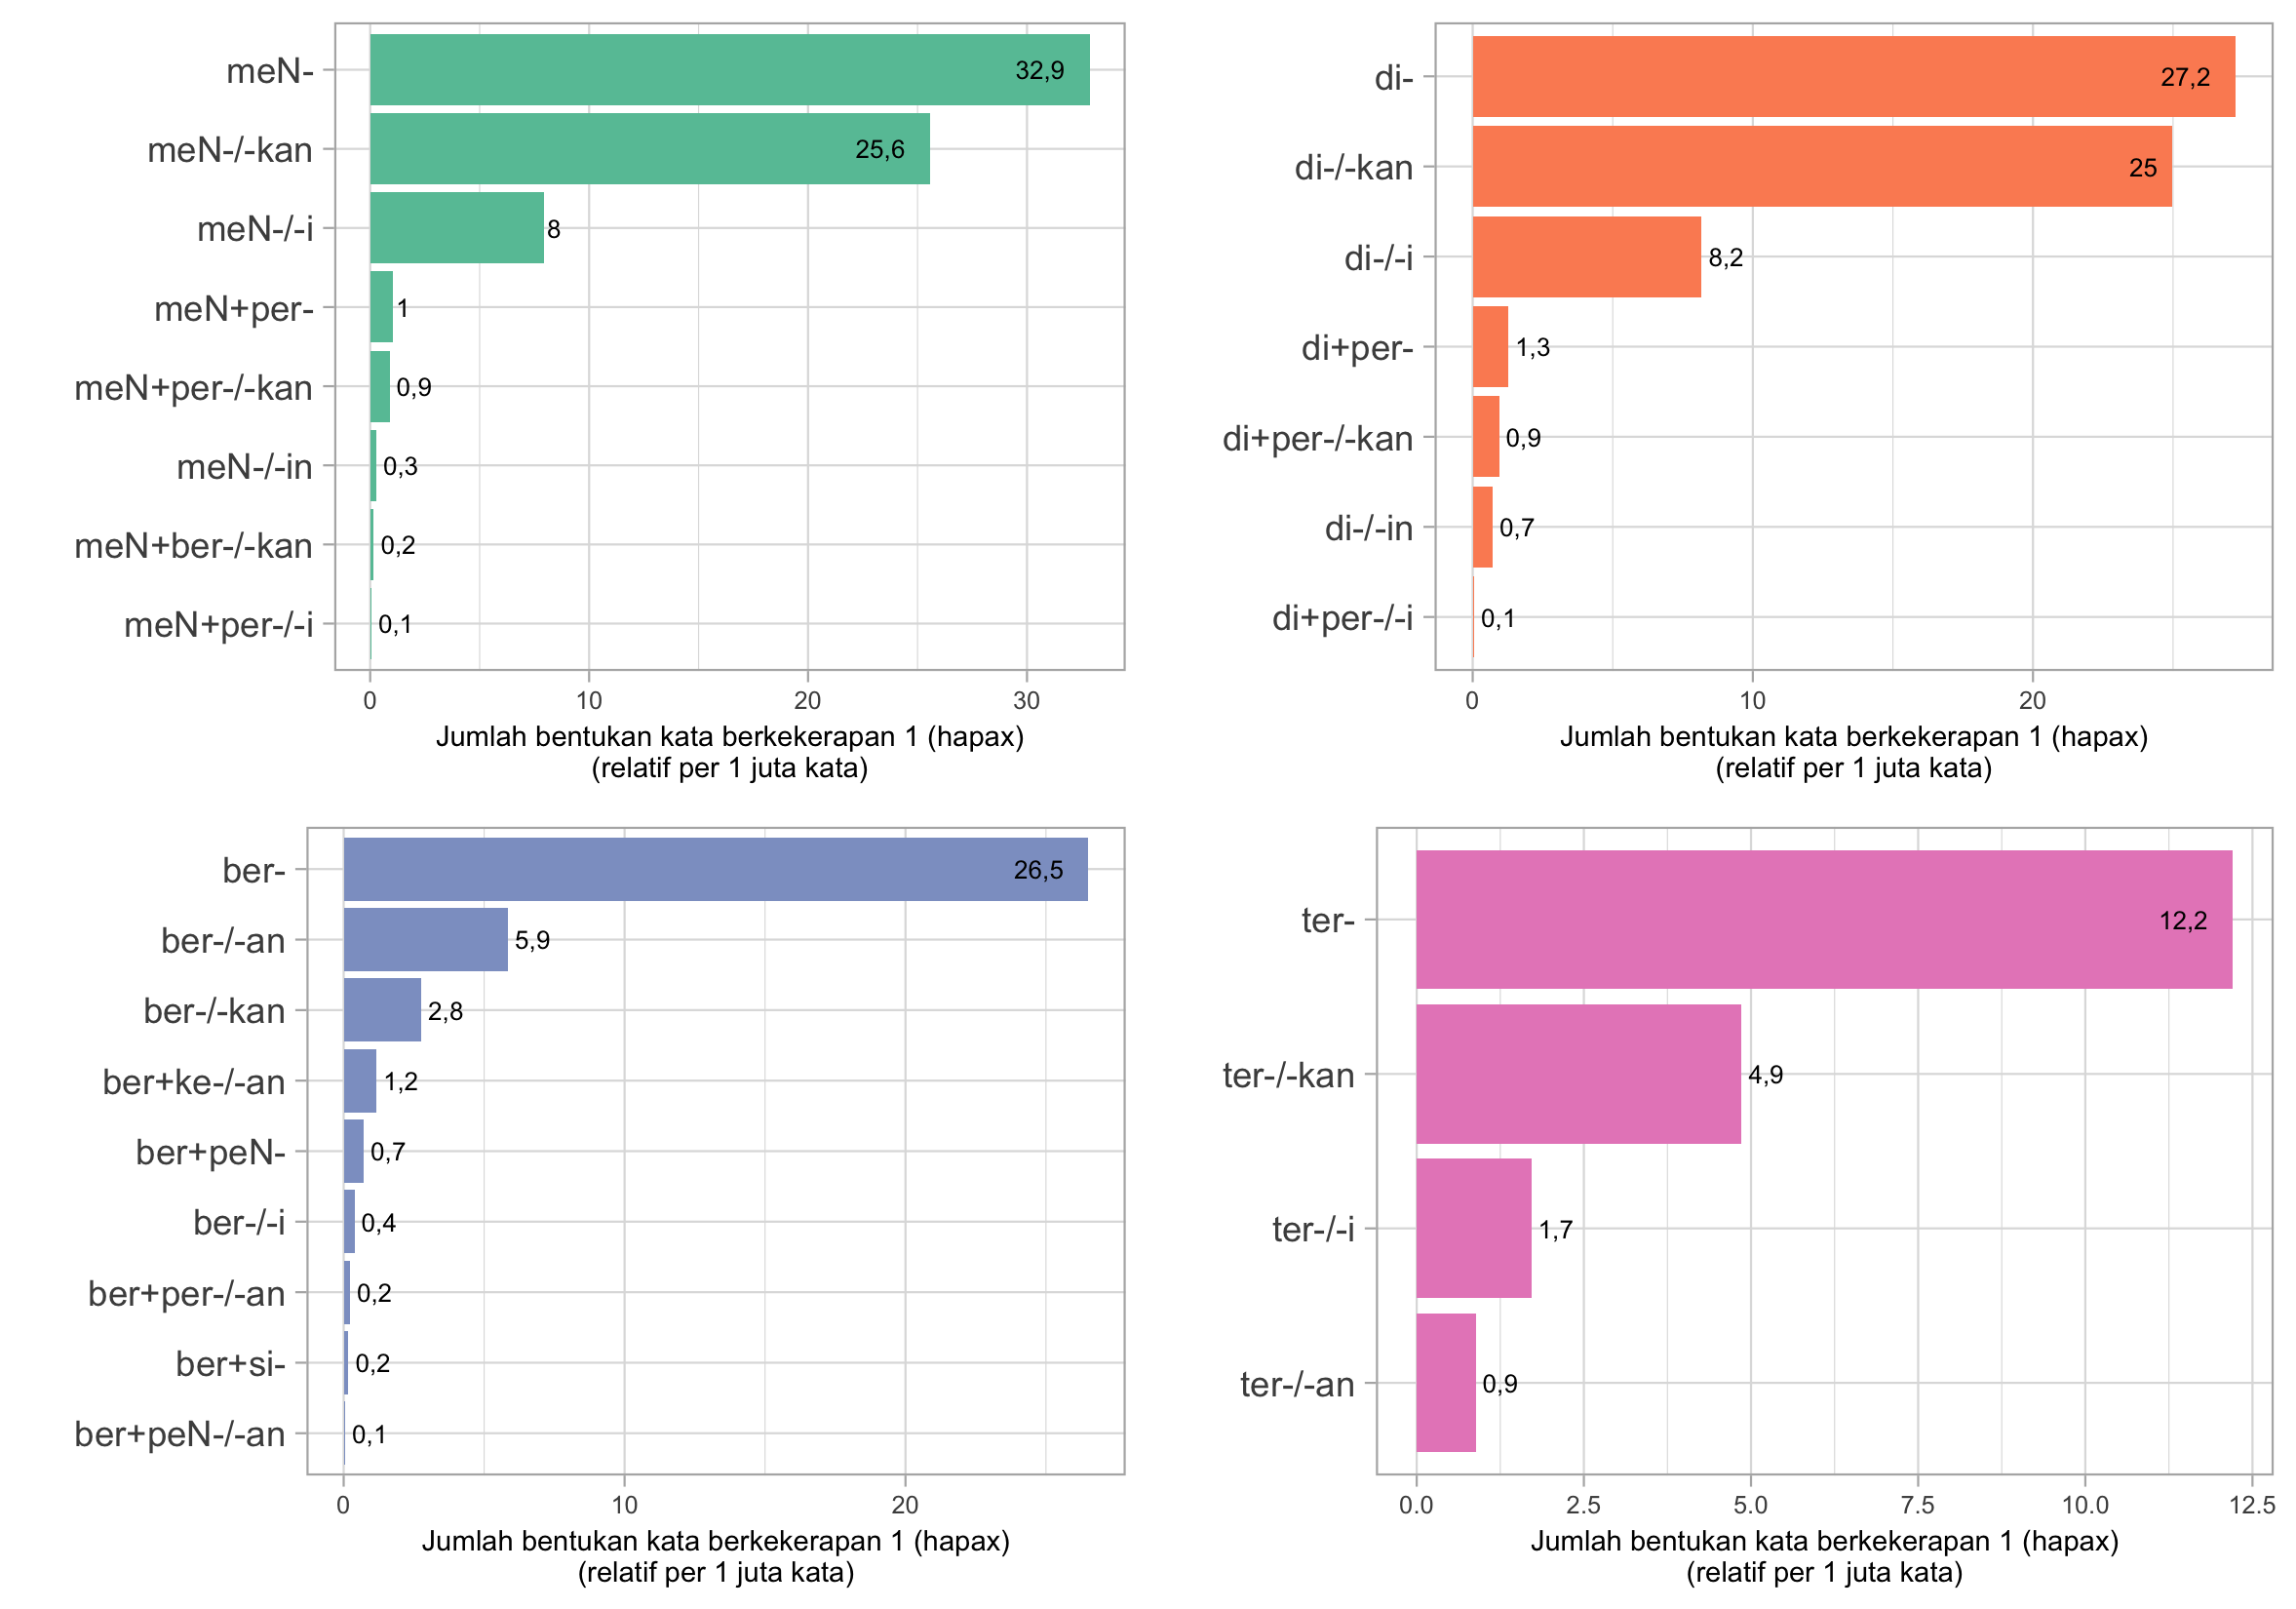 meN-
32,9
meN-/-kan
25,6
meN-/-i
8
meN+per-
1
meN+per-/-kan
0,9
meN-/-in
0,3
meN+ber-/-kan
0,2
meN+per-/-i
0,1
0 10 20 30
Jumlah bentukan kata berkekerapan 1 (hapax)
(relatif per 1 juta kata)
di-
27,2
di-/-kan
25
di-/-i
8,2
di+per-
1,3
di+per-/-kan
0,9
di-/-in
0,7
di+per-/-i
0,1
0 10 20
Jumlah bentukan kata berkekerapan 1 (hapax)
(relatif per 1 juta kata)
ber-
26,5
ber-/-an
5,9
ber-/-kan
2,8
ber+ke-/-an
1,2
ber+peN-
0,7
ber-/-i
0,4
ber+per-/-an
0,2
ber+si-
0,2
ber+peN-/-an
0,1
0 10 20
Jumlah bentukan kata berkekerapan 1 (hapax)
(relatif per 1 juta kata)
ter-
12,2
ter-/-kan
4,9
ter-/-i
1,7
ter-/-an
0,9
0.0 2.5 5.0 7.5 10.0 12.5
Jumlah bentukan kata berkekerapan 1 (hapax)
(relatif per 1 juta kata)